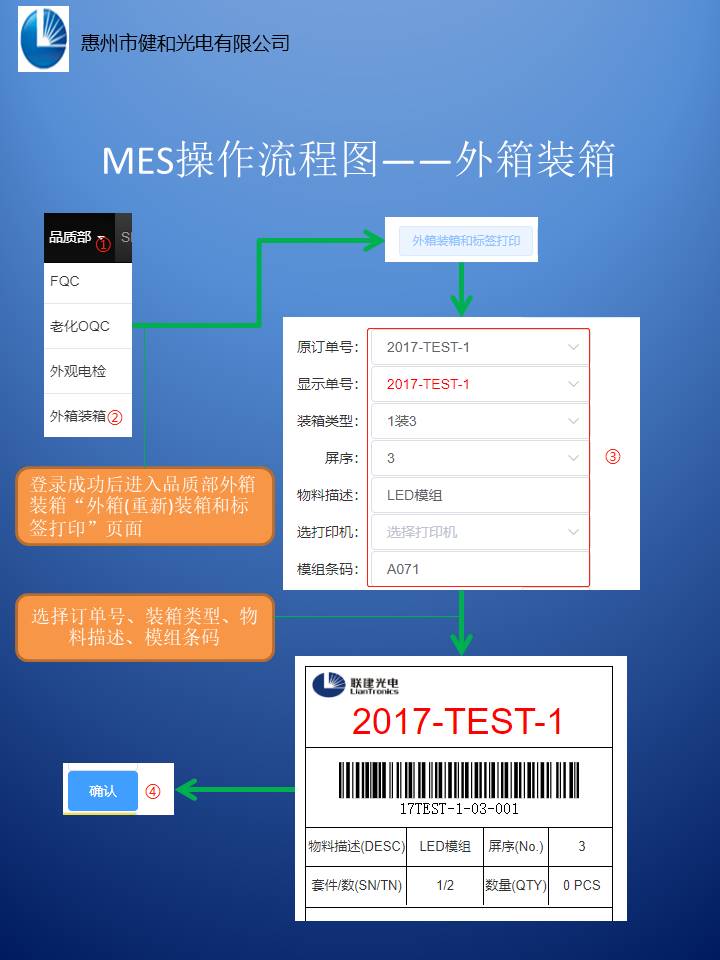 惠州市健和光电有限公司
MES操作流程图——外箱装箱
品质部 ①
FQC
老化OQC
外观电检
外箱装箱②
外箱装箱和标签打印
登录成功后进入品质部外箱
装箱“外箱(重新)装箱和标
签打印”页面
原订单号: 2017-TEST-1
显示单号: 2017-TEST-1
装箱类型: 1装3
屏序: 3
物料描述: LED模组
选打印机: 选择打印机
模组条码: A071
③
选择订单号、装箱类型、物
料描述、模组条码
联建光电
LianTronics
2017-TEST-1
17TEST-1-03-001
物料描述(DESC) LED模组 屏序(No.) 3
套件/数(SN/TN) 1/2 数量(QTY) 0 PCS
确认 ④